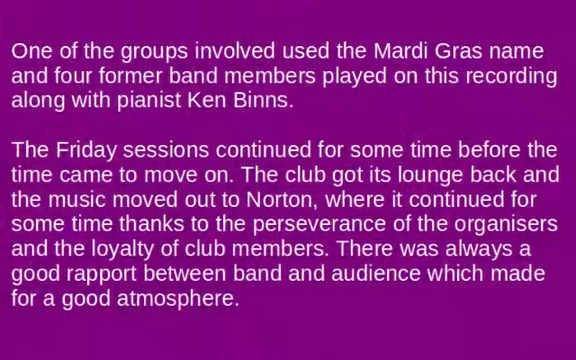 One of the groups involved used the Mardi Gras name
and four former band members played on this recording
along with pianist Ken Binns.
The Friday sessions continued for some time before the
time came to move on. The club got its lounge back and
the music moved out to Norton, where it continued for
some time thanks to the perseverance of the organisers
and the loyalty of club members. There was always a
good rapport between band and audience which made
for a good atmosphere.